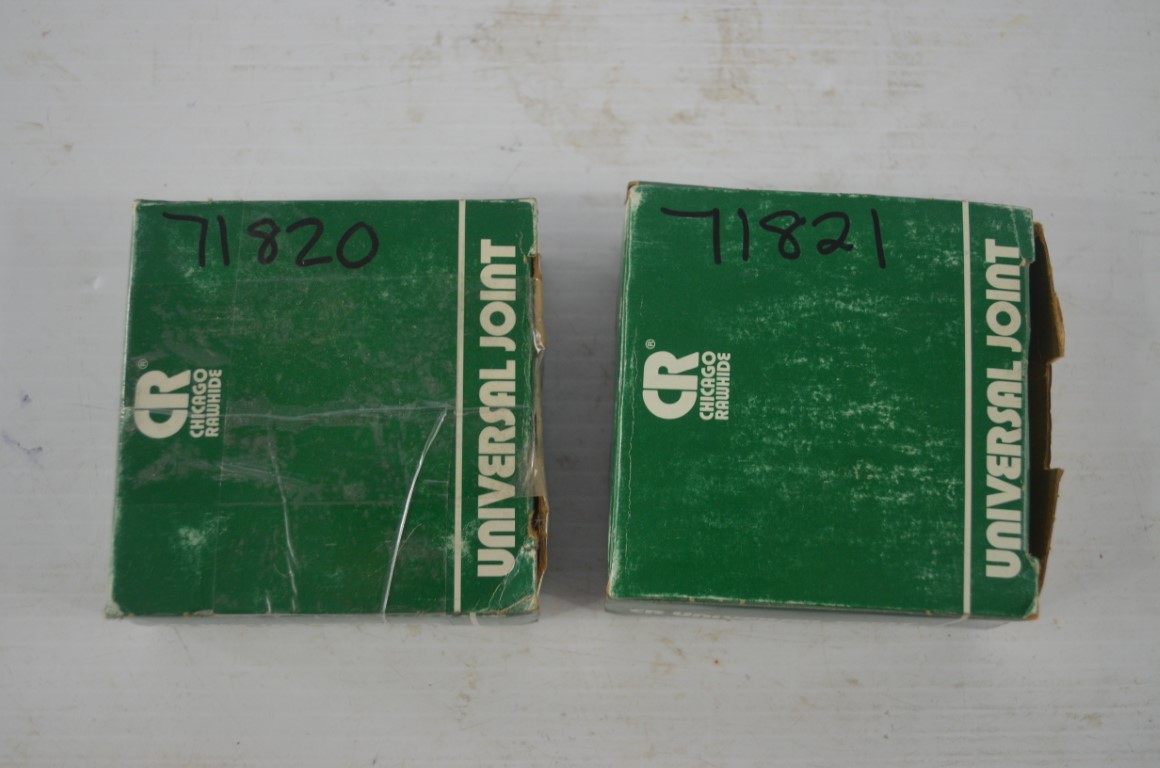 71820
CR®
CHICAGO
RAWHIDE
UNIVERSAL JOINT
71821
CR®
CHICAGO
RAWHIDE
UNIVERSAL JOINT